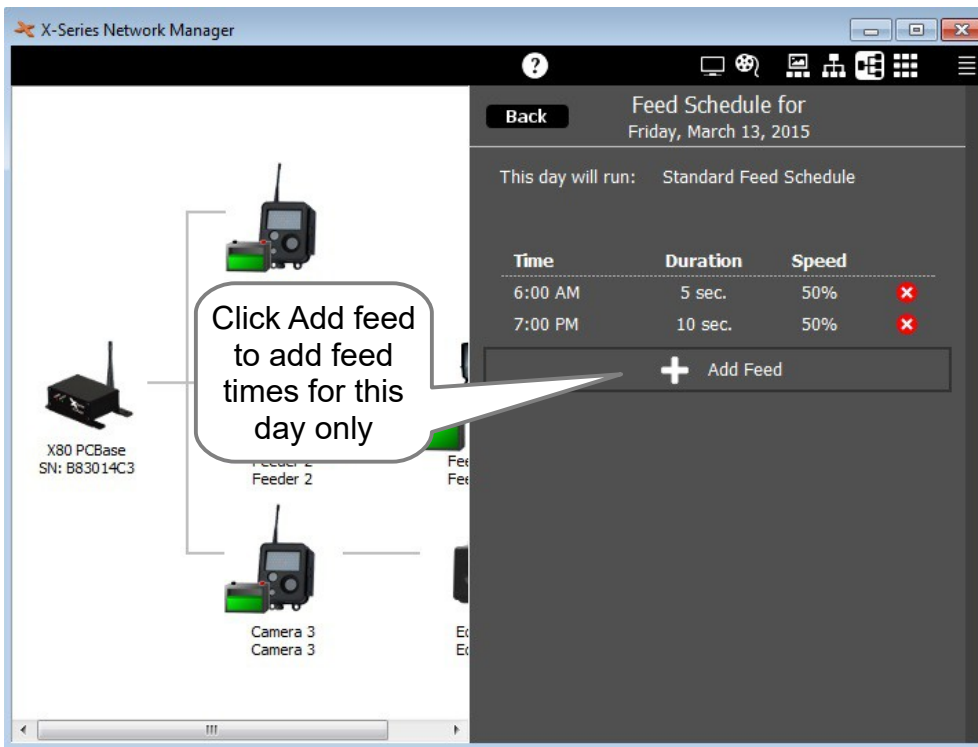 X-Series Network Manager
?
Back
Feed Schedule for
Friday, March 13, 2015
This day will run: Standard Feed Schedule
Time Duration Speed
6:00 AM 5 sec. 50%
7:00 PM 10 sec. 50%
Add Feed
Click Add feed
to add feed
times for this
day only
X80 PCBase
SN: B83014C3
Feeder 2
Feeder 2
Fee
Fee
Camera 3
Camera 3